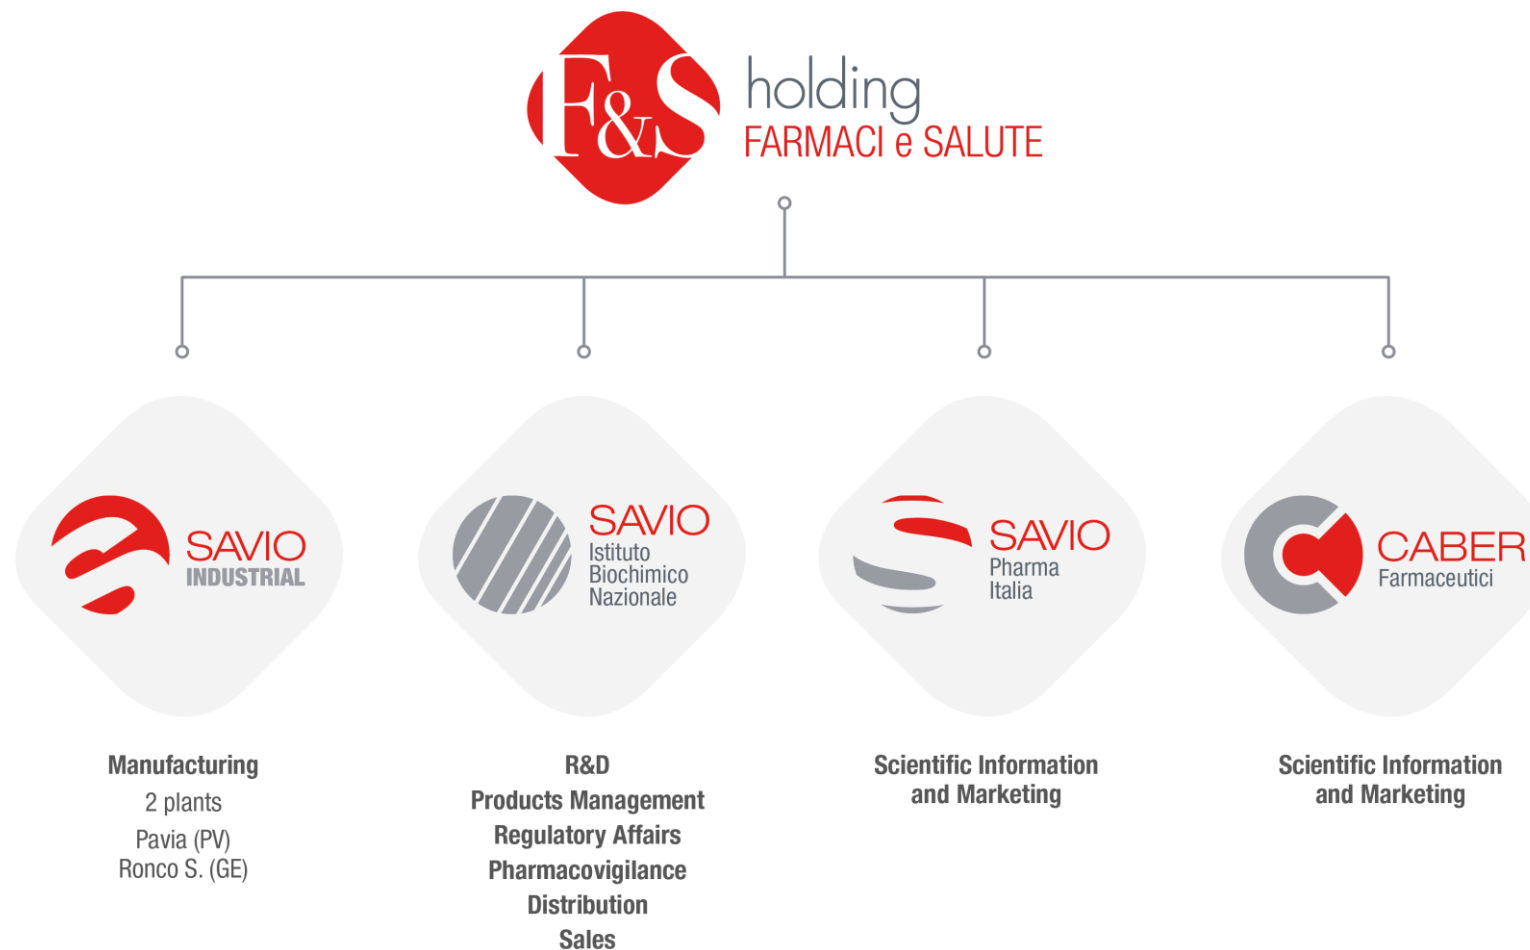 F&S
holding
FARMACI e SALUTE
SAVIO
INDUSTRIAL
SAVIO
Istituto
Biochimico
Nazionale
SAVIO
Pharma
Italia
CABER
Farmaceutici
Manufacturing
2 plants
Pavia (PV)
Ronco S. (GE)
R&D
Products Management
Regulatory Affairs
Pharmacovigilance
Distribution
Sales
Scientific Information
and Marketing
Scientific Information
and Marketing